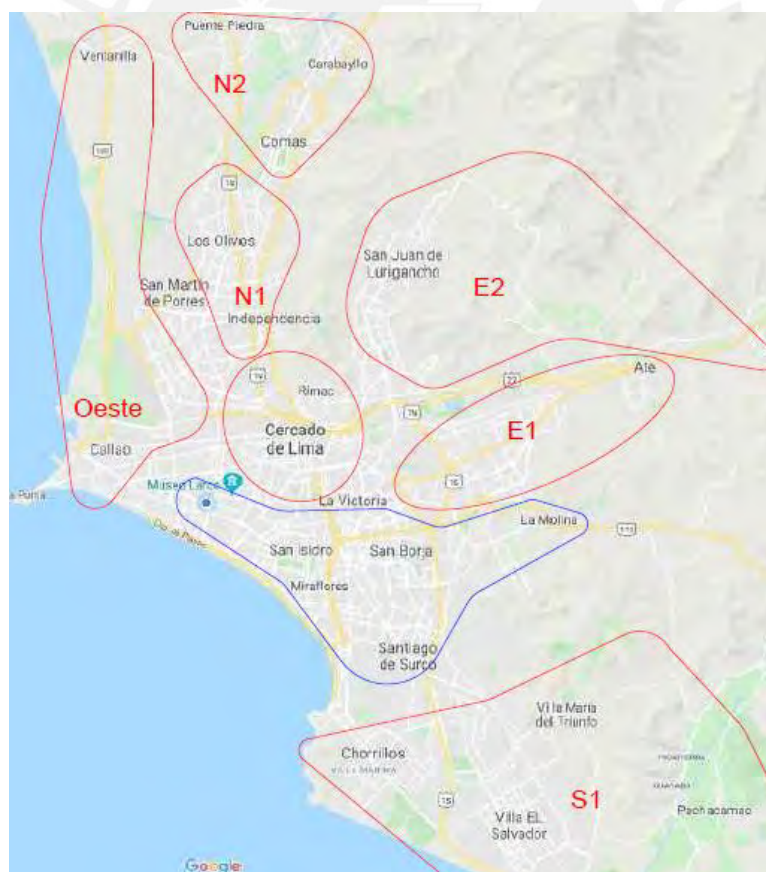 Puente Piedra
Ventanilla
Carabayllo
N2
Comas
Los Olivos
San Juan de
Lurigancho
San Martin
de Porres
N1
E2
Independencia
Rimac
Ate
Oeste
Cercado
de Lima
E1
Callao
Museo Larco
La Victoria
La Molina
San Isidro
San Borja
Miraflores
Santiago
de Surco
Villa Maria
del Triunfo
Chorrillos
S1
Pachacamac
Villa EL
Salvador
Google